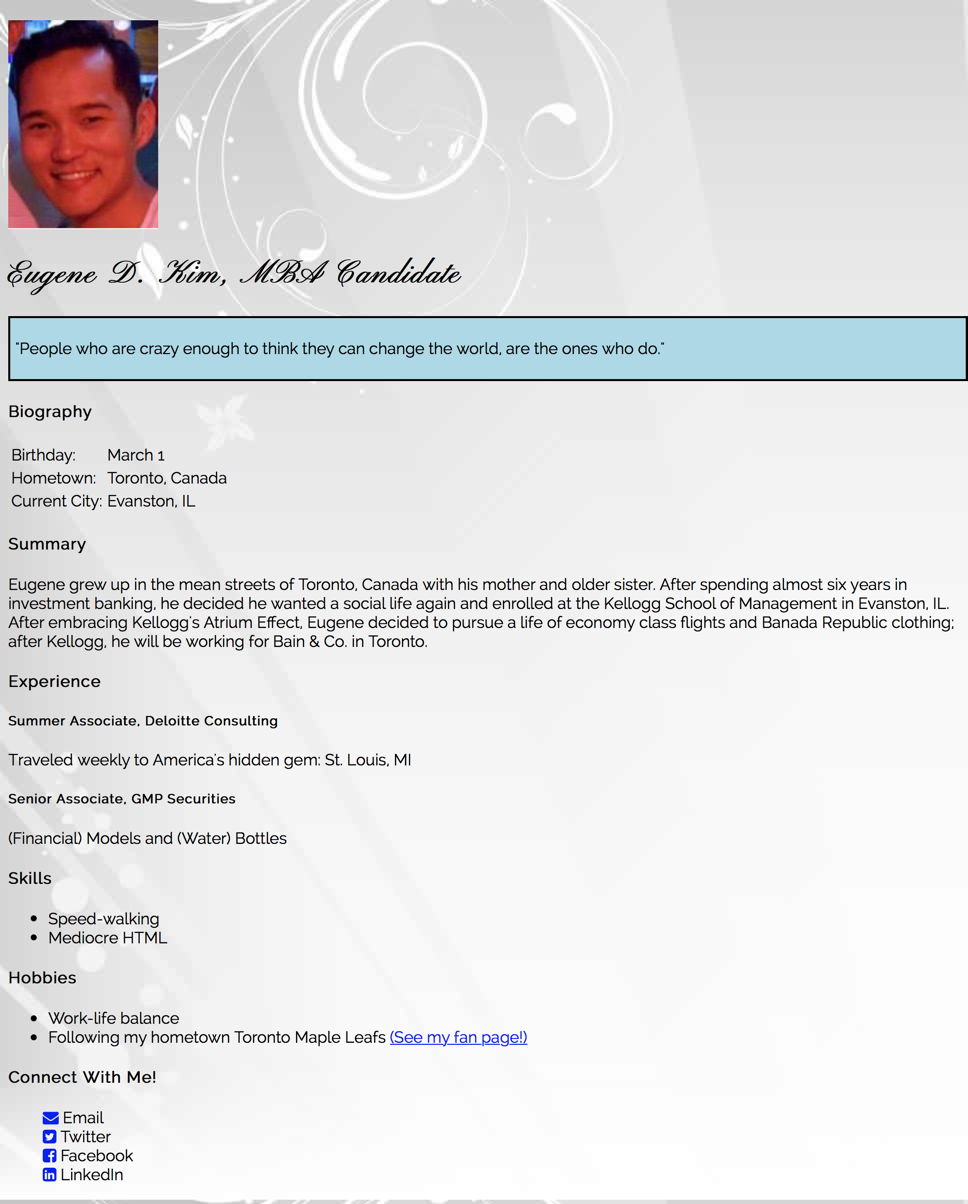 Eugene D. Kim, MBA Candidate
"People who are crazy enough to think they can change the world, are the ones who do."
Biography
Birthday: March 1
Hometown: Toronto, Canada
Current City: Evanston, IL
Summary
Eugene grew up in the mean streets of Toronto, Canada with his mother and older sister. After spending almost six years in
investment banking, he decided he wanted a social life again and enrolled at the Kellogg School of Management in Evanston, IL.
After embracing Kellogg's Atrium Effect, Eugene decided to pursue a life of economy class flights and Banada Republic clothing;
after Kellogg, he will be working for Bain & Co. in Toronto.
Experience
Summer Associate, Deloitte Consulting
Traveled weekly to America's hidden gem: St. Louis, MI
Senior Associate, GMP Securities
(Financial) Models and (Water) Bottles
Skills
• Speed-walking
• Mediocre HTML
Hobbies
• Work-life balance
• Following my hometown Toronto Maple Leafs (See my fan page!)
Connect With Me!
Email
Twitter
Facebook
LinkedIn